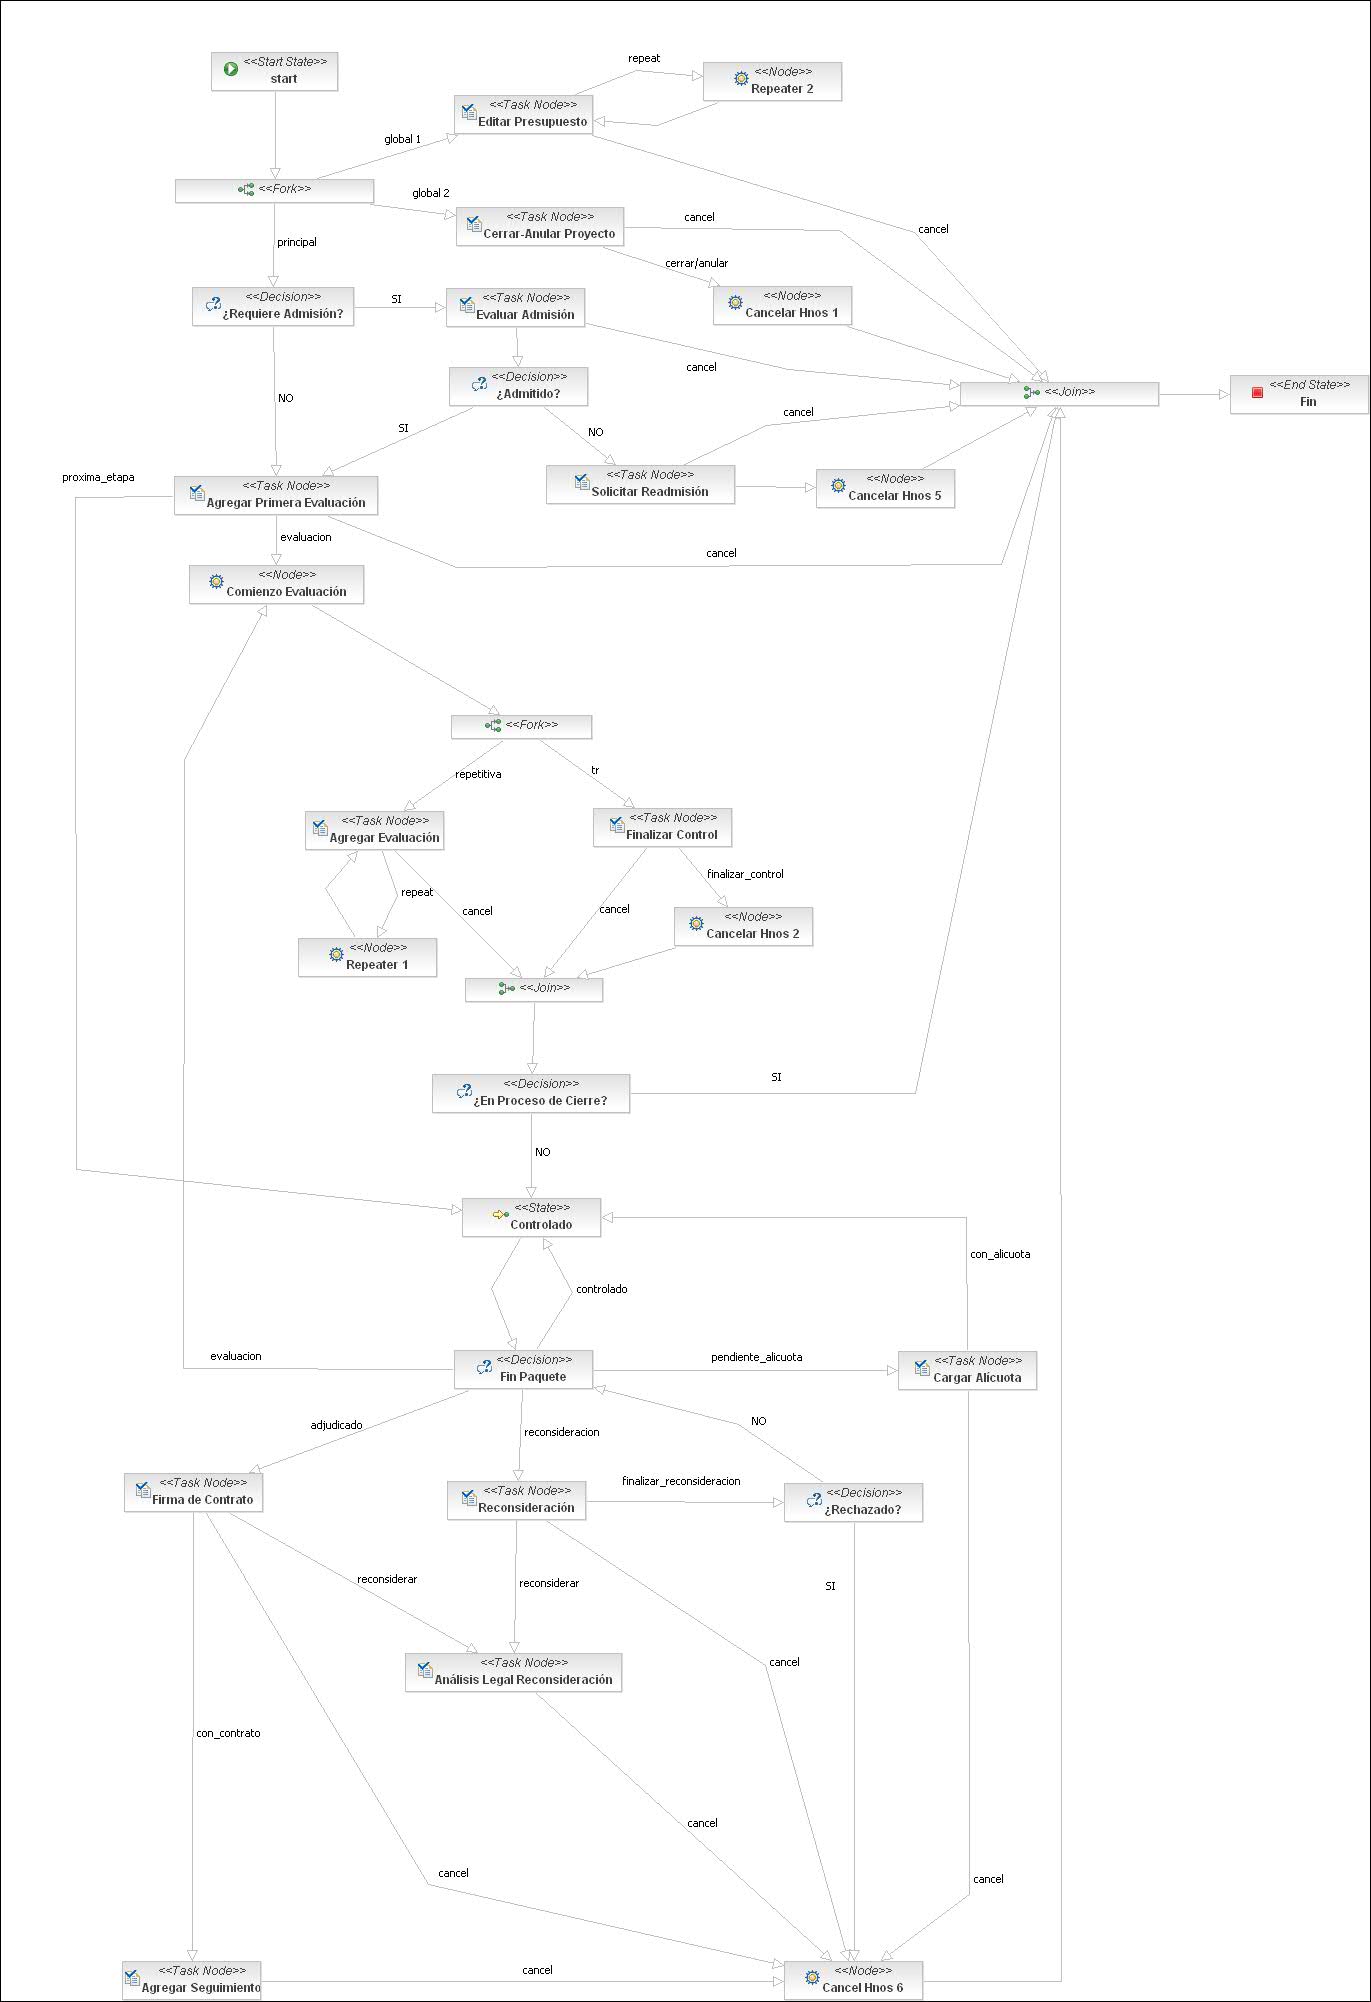 <<Start State>>
start
repeat
<<Node>>
Repeater 2
<<Task Node>>
Editar Presupuesto
global 1
<<Fork>>
global 2
<<Task Node>>
Cerrar-Anular Proyecto
cancel
cancel
principal
cerrar/anular
<<Decision>>
¿Requiere Admisión?
SI
<<Task Node>>
Evaluar Admisión
<<Node>>
Cancelar Hnos 1
cancel
<<Decision>>
¿Admitido?
<<Join>>
<<End State>>
Fin
NO
SI
NO
cancel
proxima_etapa
<<Task Node>>
Agregar Primera Evaluación
<<Task Node>>
Solicitar Readmisión
<<Node>>
Cancelar Hnos 5
evaluacion
cancel
<<Node>>
Comienzo Evaluación
<<Fork>>
repetitiva
tr
<<Task Node>>
Agregar Evaluación
<<Task Node>>
Finalizar Control
repeat
cancel
cancel
finalizar_control
<<Node>>
Cancelar Hnos 2
<<Node>>
Repeater 1
<<Join>>
<<Decision>>
¿En Proceso de Cierre?
SI
NO
<<State>>
Controlado
con_alicuota
controlado
evaluacion
<<Decision>>
Fin Paquete
pendiente_alicuota
<<Task Node>>
Cargar Alícuota
adjudicado
reconsideracion
NO
<<Task Node>>
Firma de Contrato
<<Task Node>>
Reconsideración
finalizar_reconsideracion
<<Decision>>
¿Rechazado?
reconsiderar
reconsiderar
SI
<<Task Node>>
Análisis Legal Reconsideración
cancel
con_contrato
cancel
cancel
cancel
<<Task Node>>
Agregar Seguimiento
cancel
<<Node>>
Cancel Hnos 6